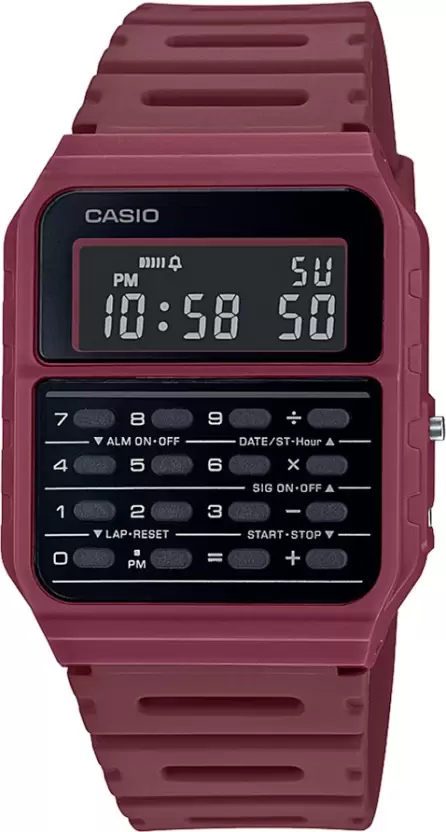 CASIO
SU
PM
10:58 50
7 8 9 ÷
▼ ALM ON·OFF DATE/ST-Hour ▲
4 5 6 ×
SIG ON·OFF ▲
1 2 3 −
▼ LAP·RESET START·STOP ▼
0 ▪ PM = +